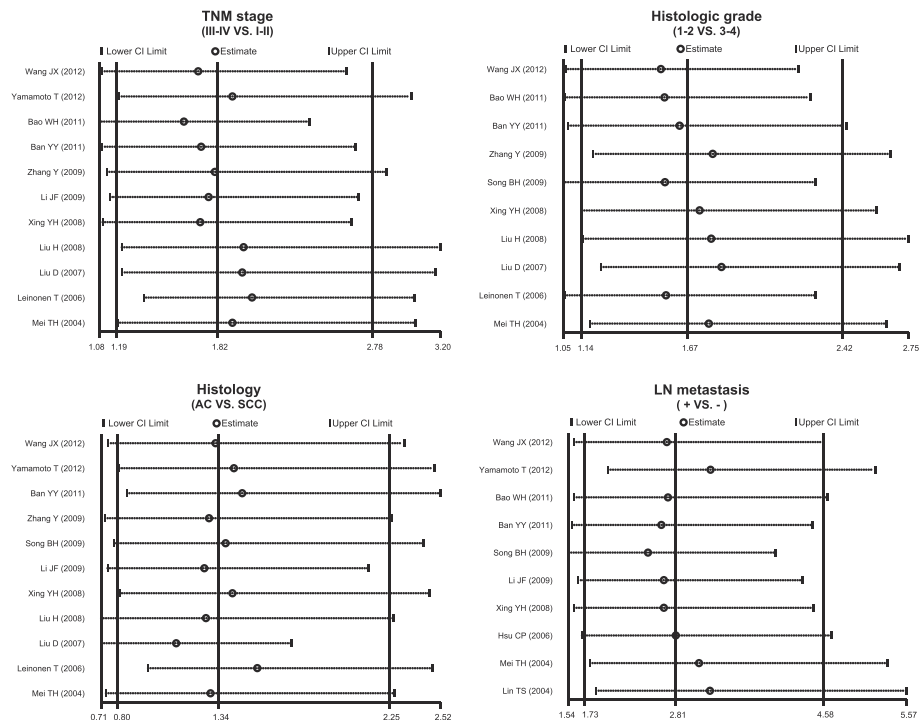 TNM stage
(III-IV VS. I-II)
Lower CI Limit Estimate Upper CI Limit
Wang JX (2012)
Yamamoto T (2012)
Bao WH (2011)
Ban YY (2011)
Zhang Y (2009)
Li JF (2009)
Xing YH (2008)
Liu H (2008)
Liu D (2007)
Leinonen T (2006)
Mei TH (2004)
1.08 1.19 1.82 2.78 3.20
Histologic grade
(1-2 VS. 3-4)
Lower CI Limit Estimate Upper CI Limit
Wang JX (2012)
Bao WH (2011)
Ban YY (2011)
Zhang Y (2009)
Song BH (2009)
Xing YH (2008)
Liu H (2008)
Liu D (2007)
Leinonen T (2006)
Mei TH (2004)
1.05 1.14 1.67 2.42 2.75
Histology
(AC VS. SCC)
Lower CI Limit Estimate Upper CI Limit
Wang JX (2012)
Yamamoto T (2012)
Ban YY (2011)
Zhang Y (2009)
Song BH (2009)
Li JF (2009)
Xing YH (2008)
Liu H (2008)
Liu D (2007)
Leinonen T (2006)
Mei TH (2004)
0.71 0.80 1.34 2.25 2.52
LN metastasis
( + VS. - )
Lower CI Limit Estimate Upper CI Limit
Wang JX (2012)
Yamamoto T (2012)
Bao WH (2011)
Ban YY (2011)
Song BH (2009)
Li JF (2009)
Xing YH (2008)
Hsu CP (2006)
Mei TH (2004)
Lin TS (2004)
1.54 1.73 2.81 4.58 5.57